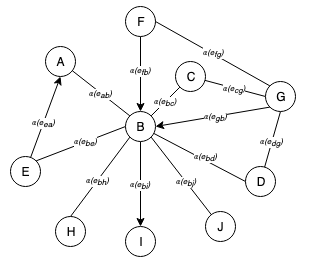 F
α(e_fg)
A
α(e_fb)
C
α(e_ab)
α(e_cg)
G
α(e_bc)
α(e_ea)
B
α(e_gb)
α(e_be)
α(e_dg)
α(e_bd)
E
α(e_bh)
α(e_bi)
α(e_bj)
D
H
I
J